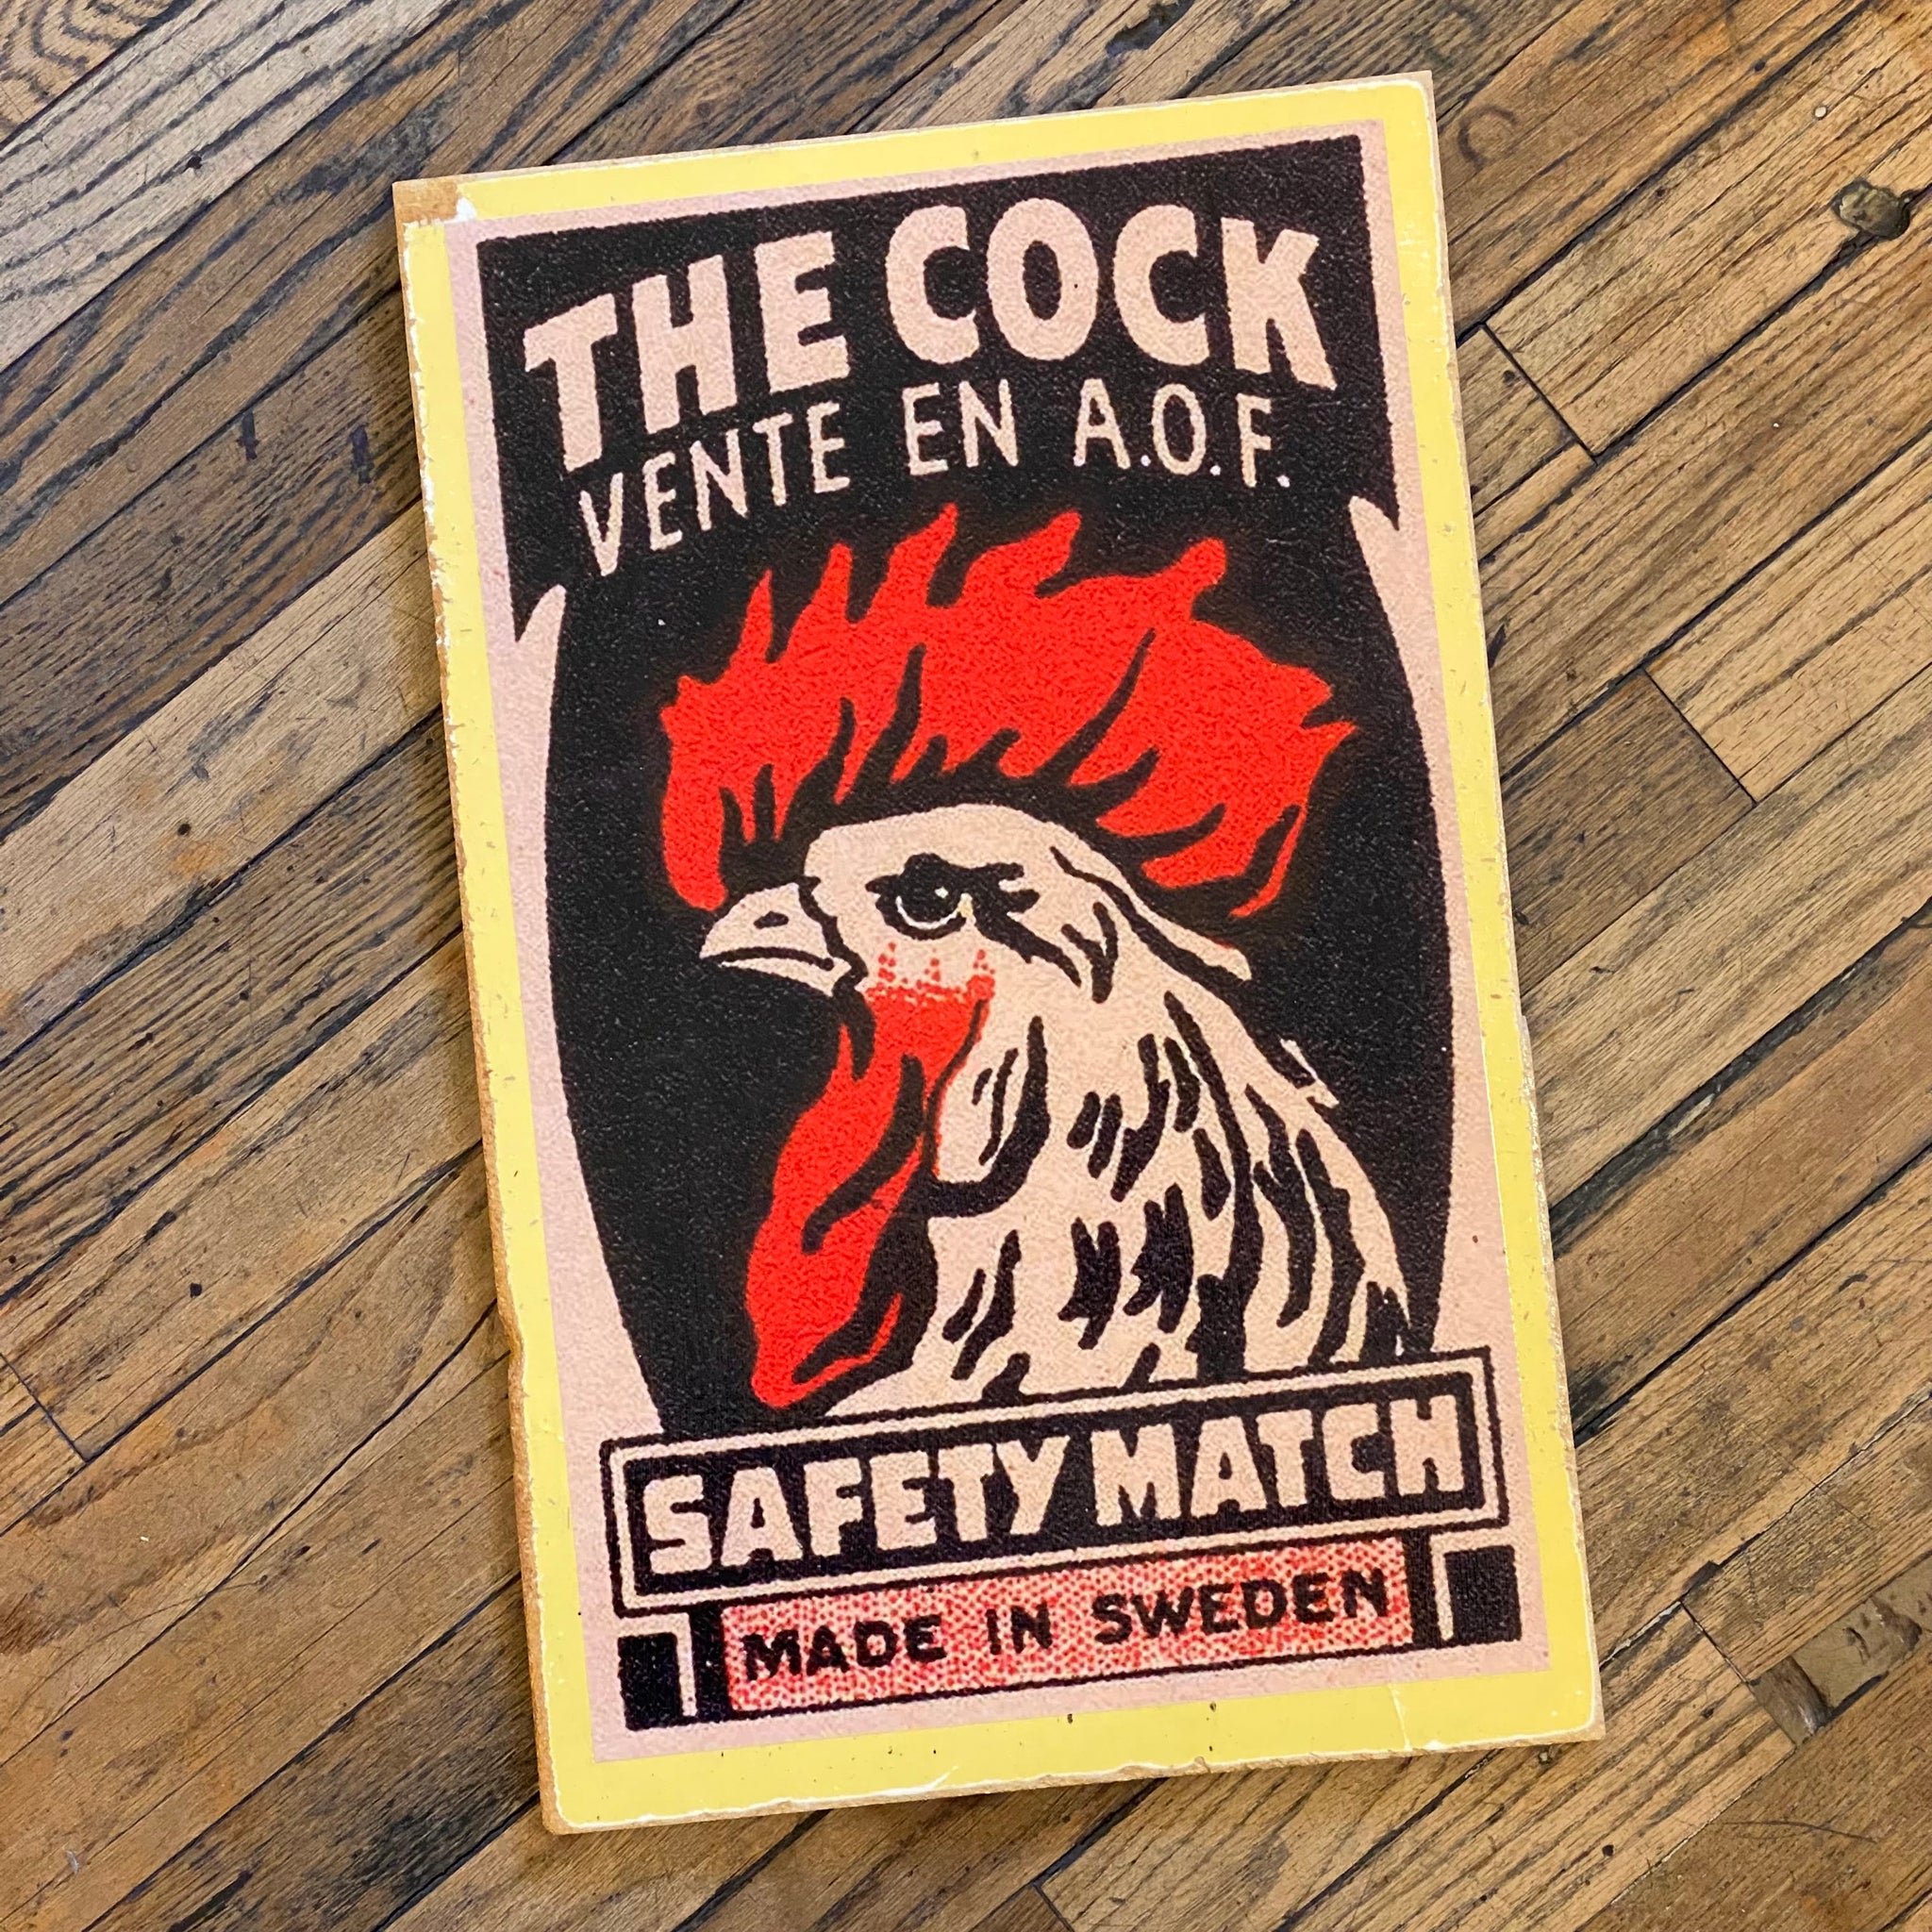 THE COCK
VENTE EN A.O.F.
SAFETY MATCH
MADE IN SWEDEN